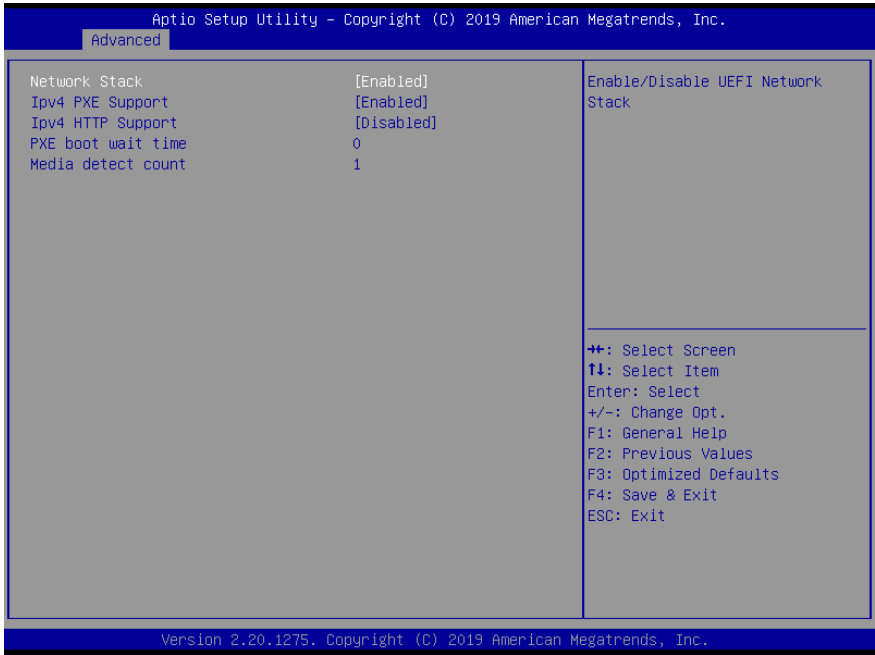 Aptio Setup Utility – Copyright (C) 2019 American Megatrends, Inc.
Advanced
Network Stack [Enabled]
Ipv4 PXE Support [Enabled]
Ipv4 HTTP Support [Disabled]
PXE boot wait time 0
Media detect count 1
Enable/Disable UEFI Network
Stack
→←: Select Screen
↑↓: Select Item
Enter: Select
+/-: Change Opt.
F1: General Help
F2: Previous Values
F3: Optimized Defaults
F4: Save & Exit
ESC: Exit
Version 2.20.1275. Copyright (C) 2019 American Megatrends, Inc.